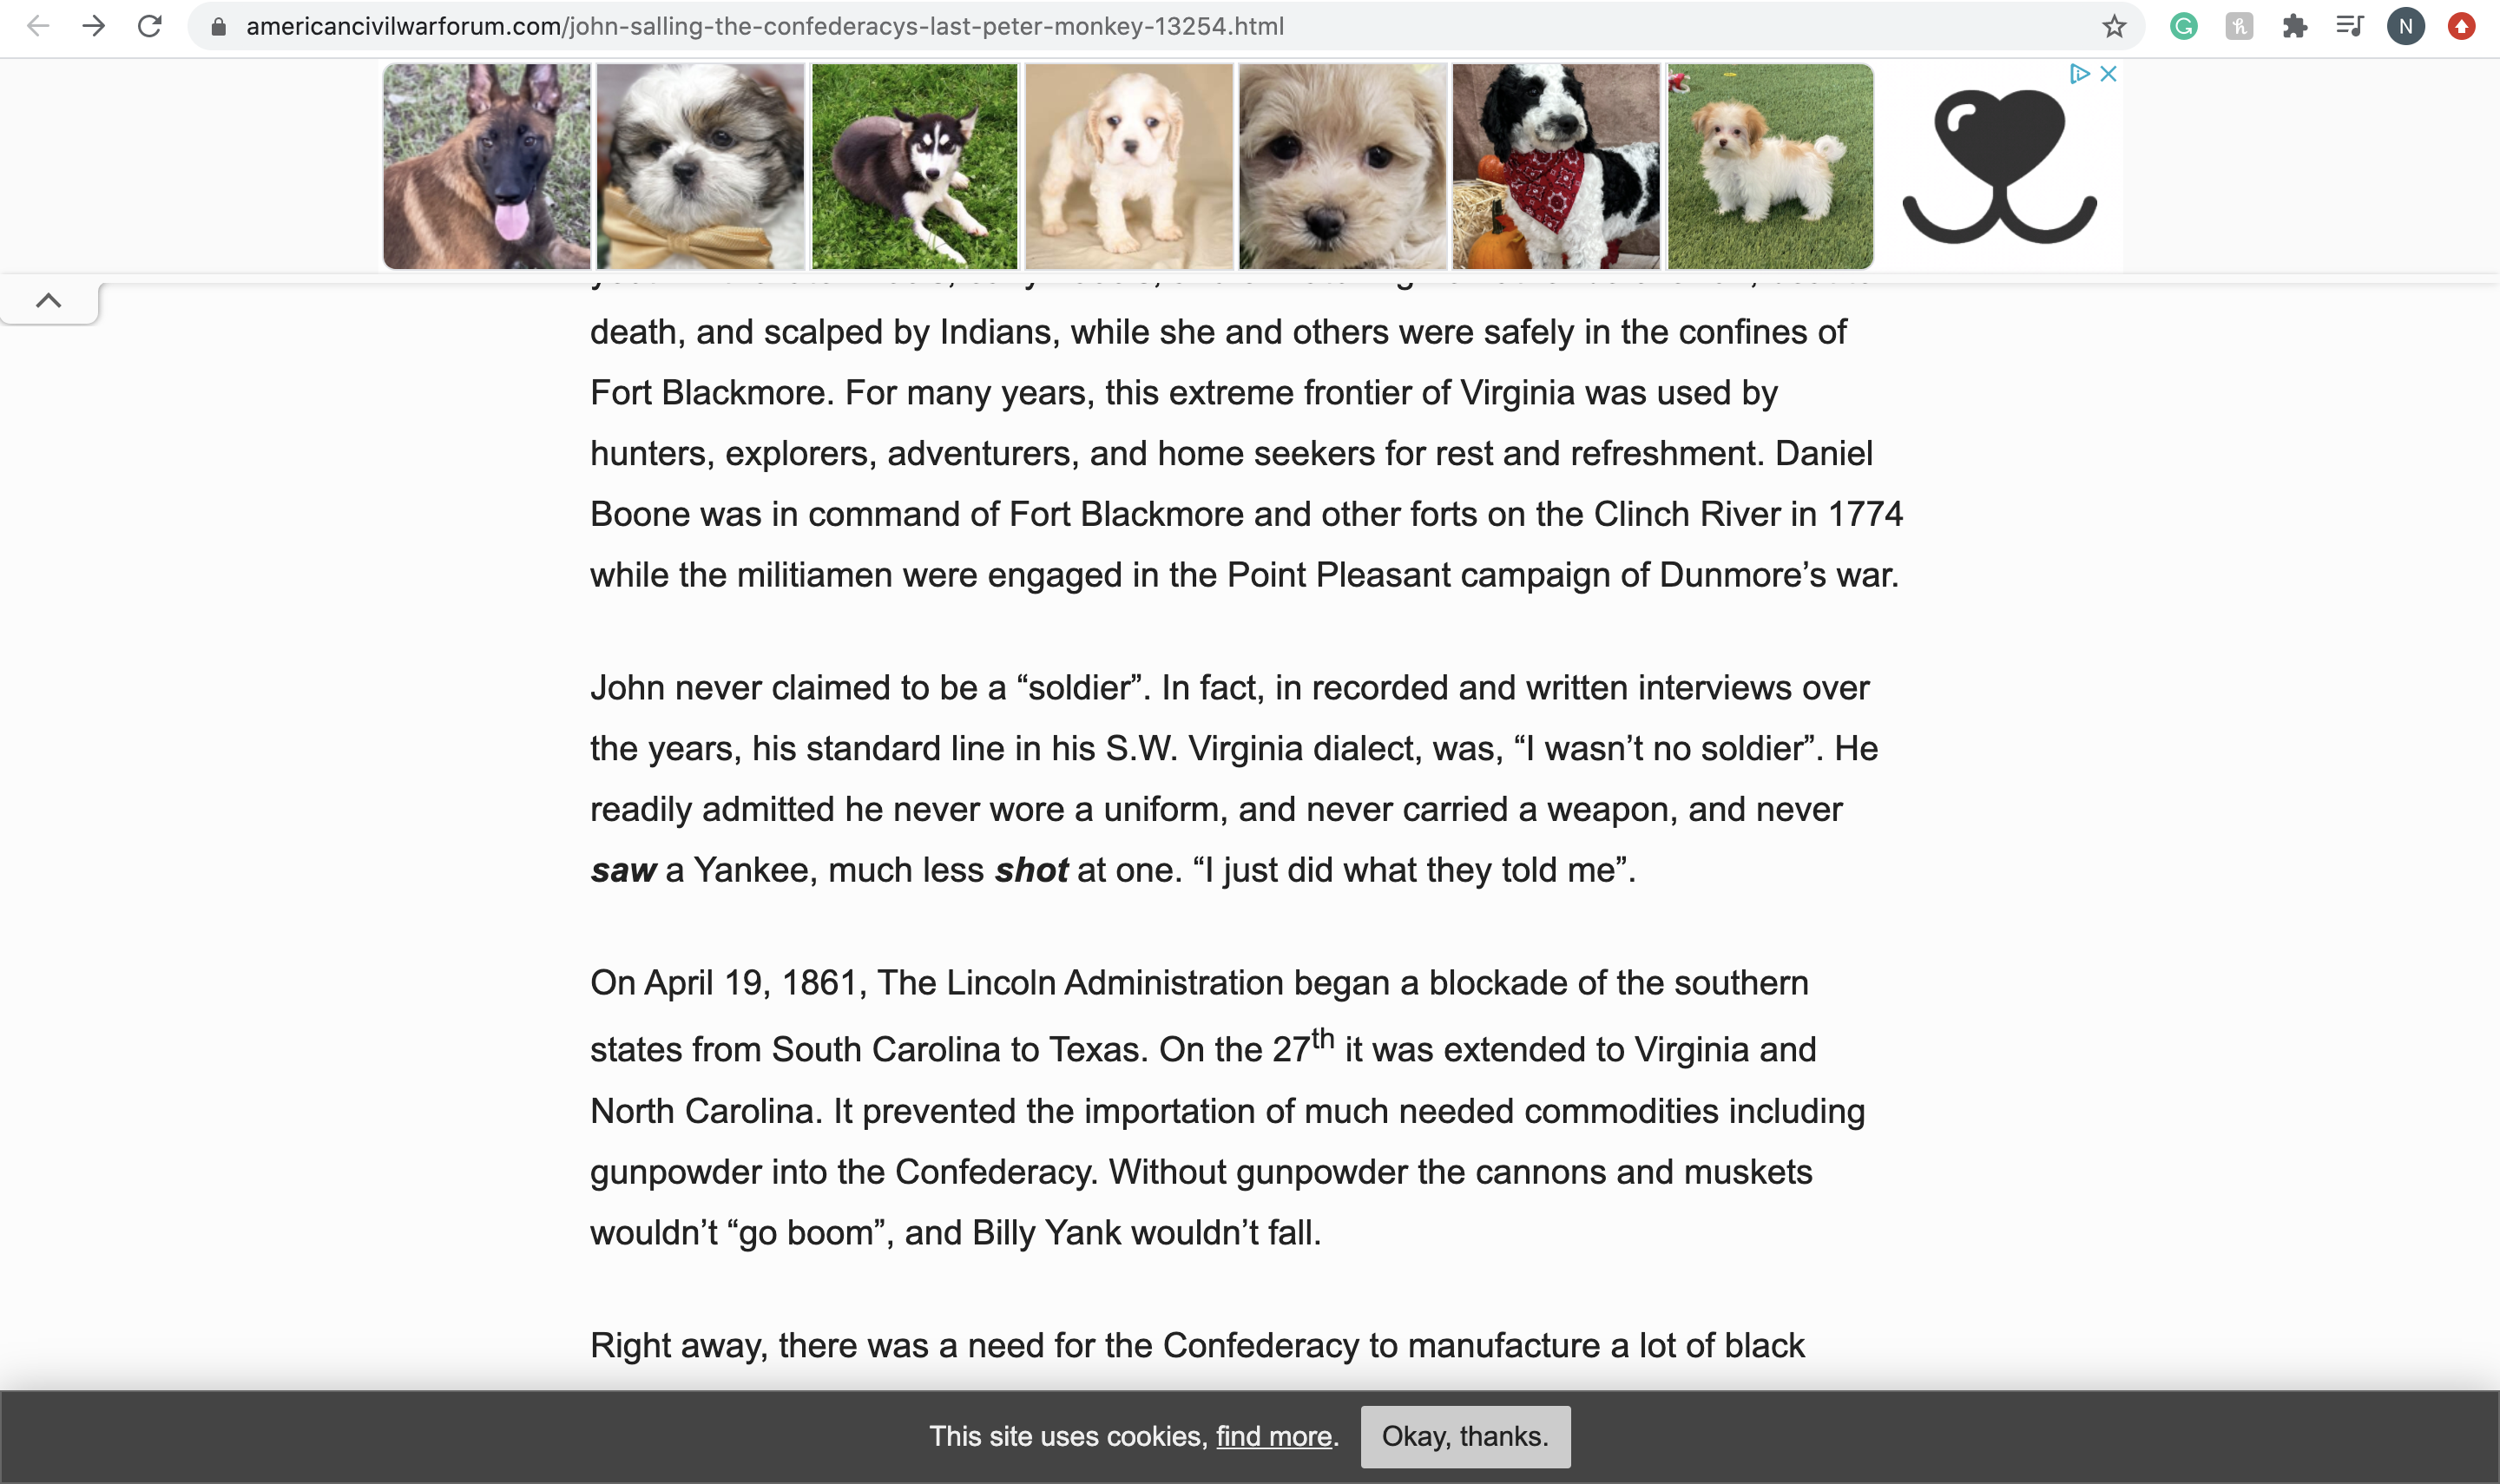 americancivilwarforum.com/john-salling-the-confederacys-last-peter-monkey-13254.html
N
death, and scalped by Indians, while she and others were safely in the confines of
Fort Blackmore. For many years, this extreme frontier of Virginia was used by
hunters, explorers, adventurers, and home seekers for rest and refreshment. Daniel
Boone was in command of Fort Blackmore and other forts on the Clinch River in 1774
while the militiamen were engaged in the Point Pleasant campaign of Dunmore’s war.
John never claimed to be a “soldier”. In fact, in recorded and written interviews over
the years, his standard line in his S.W. Virginia dialect, was, “I wasn’t no soldier”. He
readily admitted he never wore a uniform, and never carried a weapon, and never
saw a Yankee, much less shot at one. “I just did what they told me”.
On April 19, 1861, The Lincoln Administration began a blockade of the southern
states from South Carolina to Texas. On the 27th it was extended to Virginia and
North Carolina. It prevented the importation of much needed commodities including
gunpowder into the Confederacy. Without gunpowder the cannons and muskets
wouldn’t “go boom”, and Billy Yank wouldn’t fall.
Right away, there was a need for the Confederacy to manufacture a lot of black
This site uses cookies, find more. Okay, thanks.